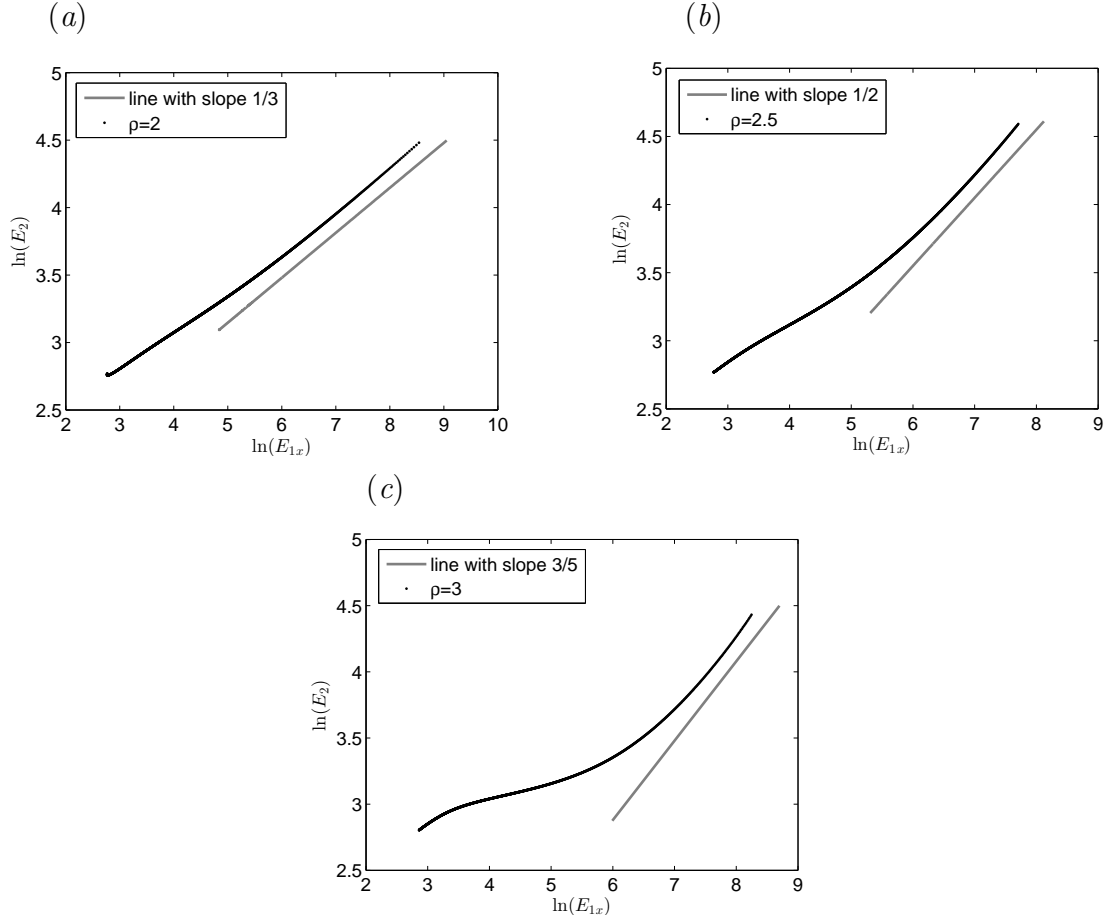 (a)
line with slope 1/3
ρ=2
5
4.5
4
3.5
3
2.5
ln(E₂)
2 3 4 5 6 7 8 9 10
ln(E₁ₓ)
(b)
line with slope 1/2
ρ=2.5
5
4.5
4
3.5
3
2.5
ln(E₂)
2 3 4 5 6 7 8 9
ln(E₁ₓ)
(c)
line with slope 3/5
ρ=3
5
4.5
4
3.5
3
2.5
ln(E₂)
2 3 4 5 6 7 8 9
ln(E₁ₓ)